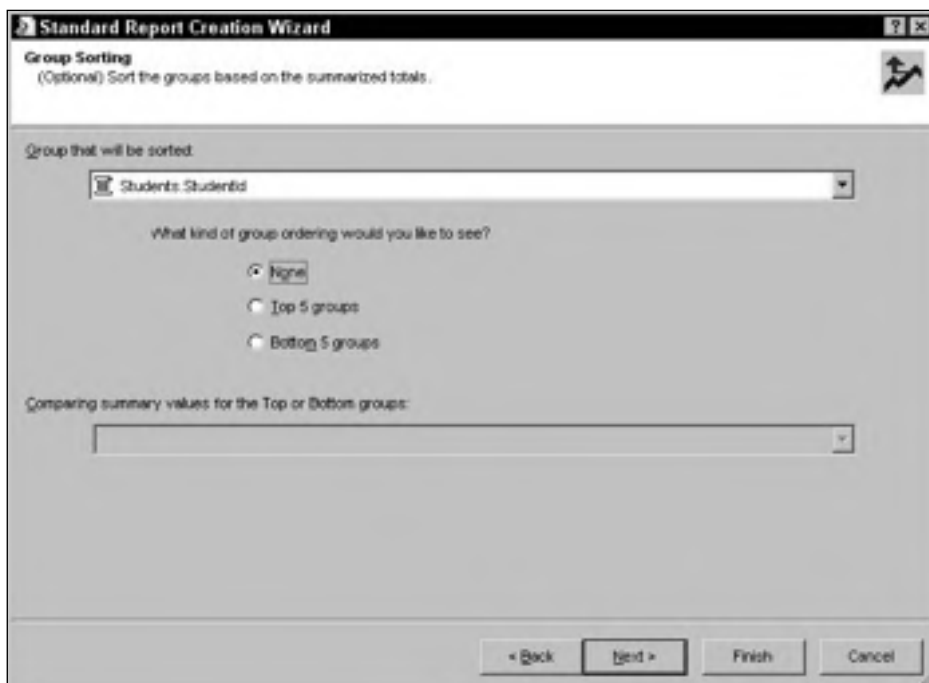 Standard Report Creation Wizard
Group Sorting
(Optional) Sort the groups based on the summarized totals.
Group that will be sorted:
Students.StudentId
What kind of group ordering would you like to see?
None
Top 5 groups
Bottom 5 groups
Comparing summary values for the Top or Bottom groups:
< Back Next > Finish Cancel